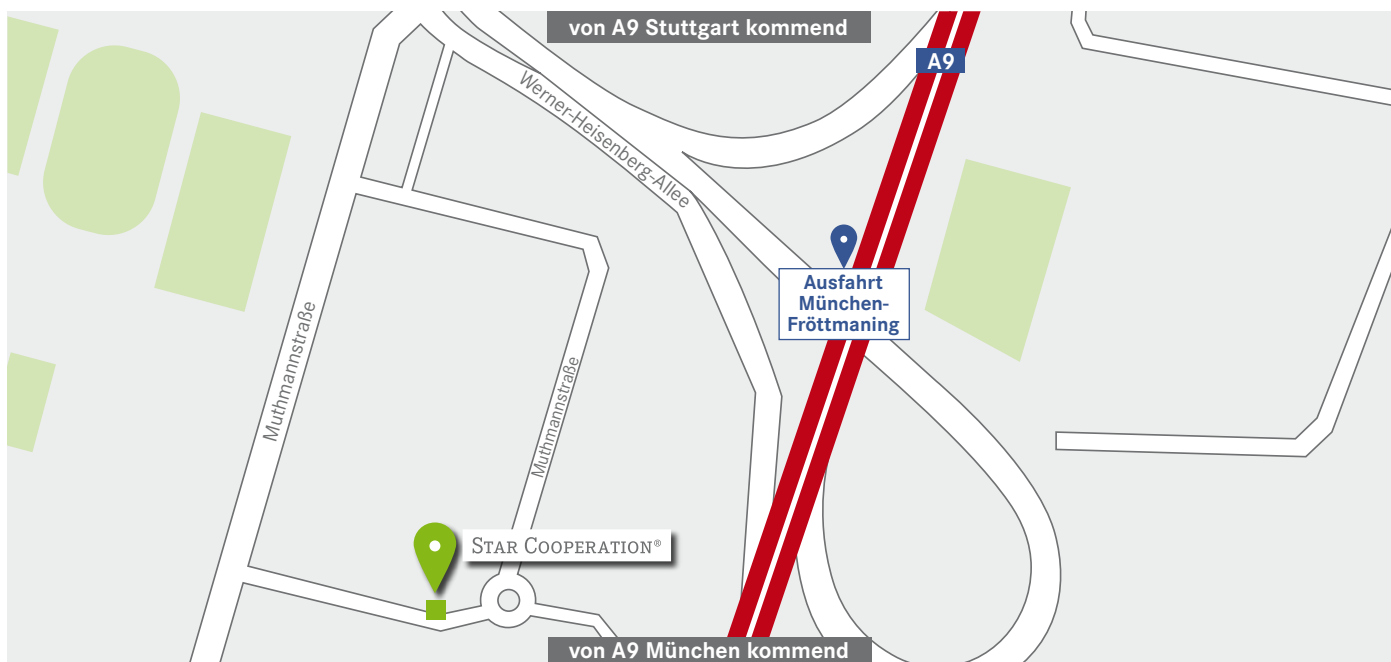 von A9 Stuttgart kommend
A9
Werner-Heisenberg-Allee
Ausfahrt
München-
Fröttmaning
Muthmannstraße
Muthmannstraße
STAR COOPERATION®
von A9 München kommend